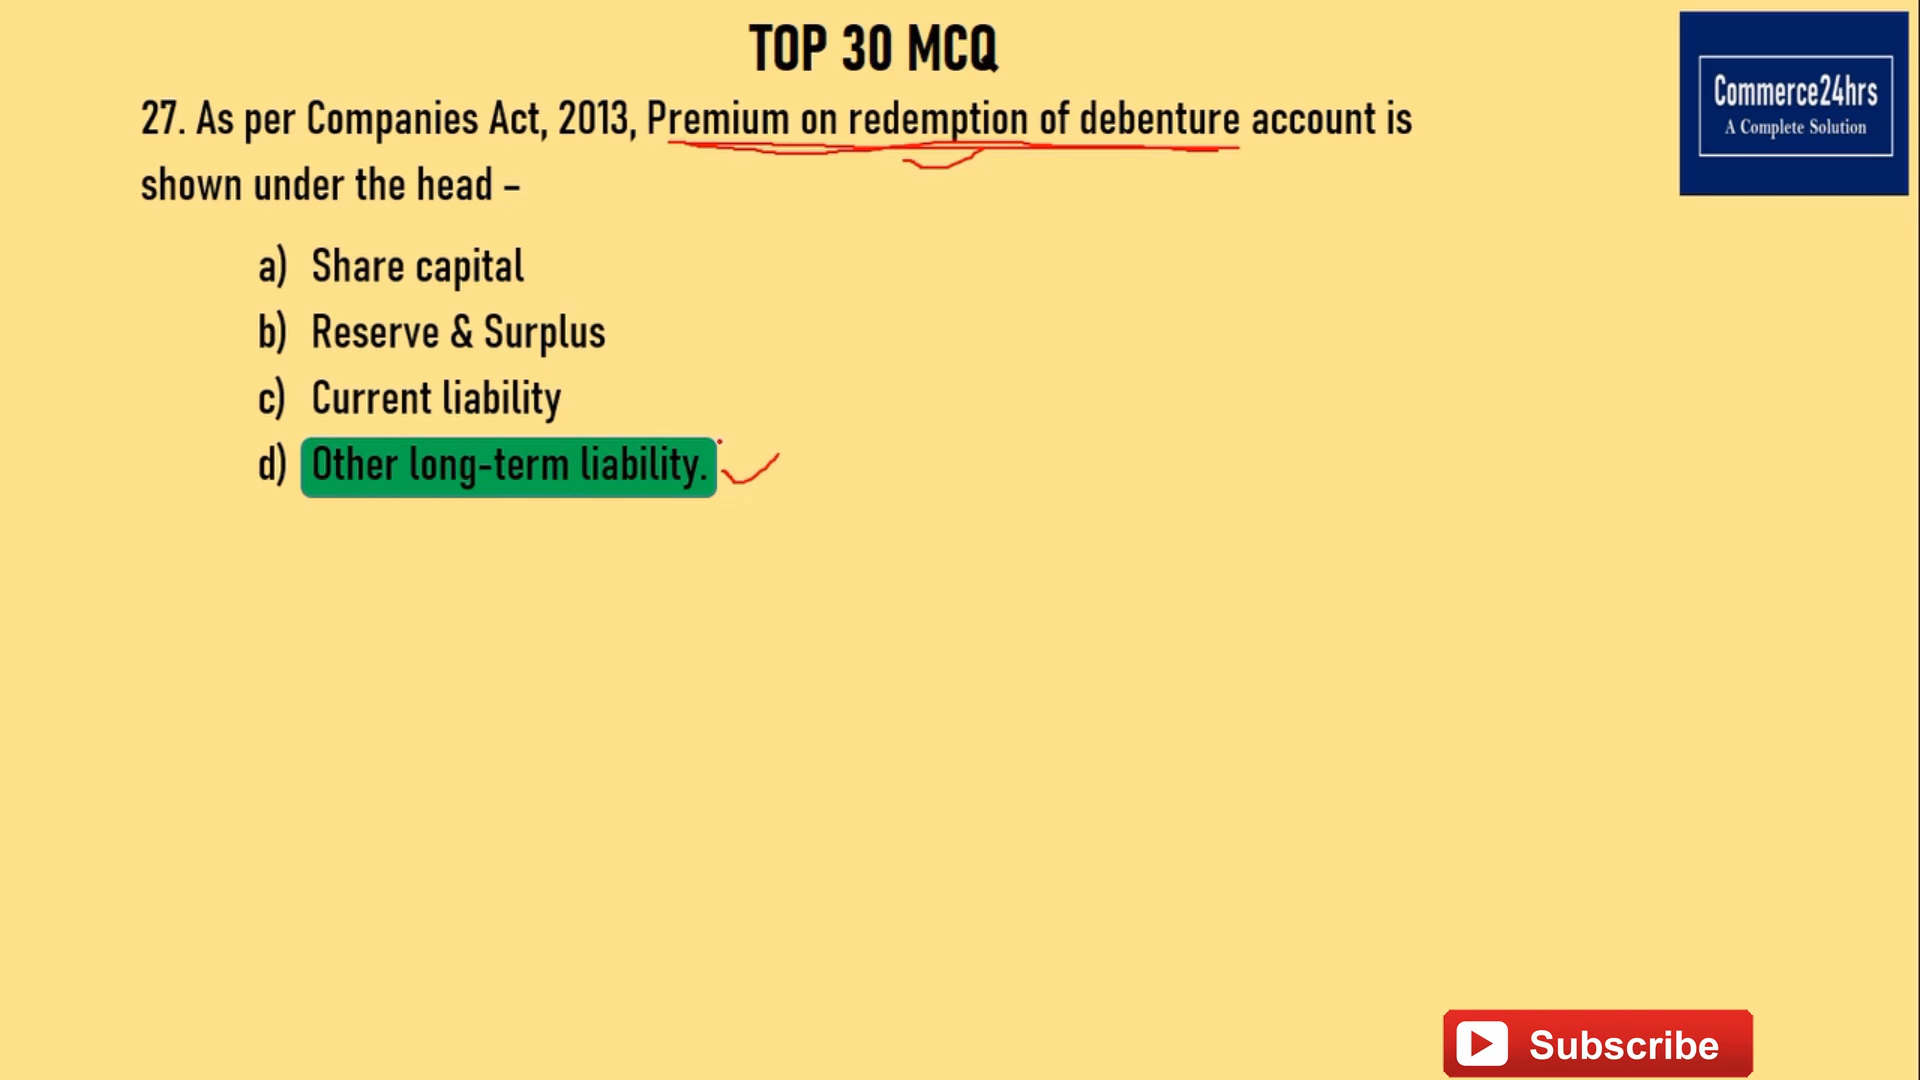 TOP 30 MCQ
Commerce24hrs
A Complete Solution
27. As per Companies Act, 2013, Premium on redemption of debenture account is
shown under the head –
a) Share capital
b) Reserve & Surplus
c) Current liability
d) Other long-term liability.
Subscribe